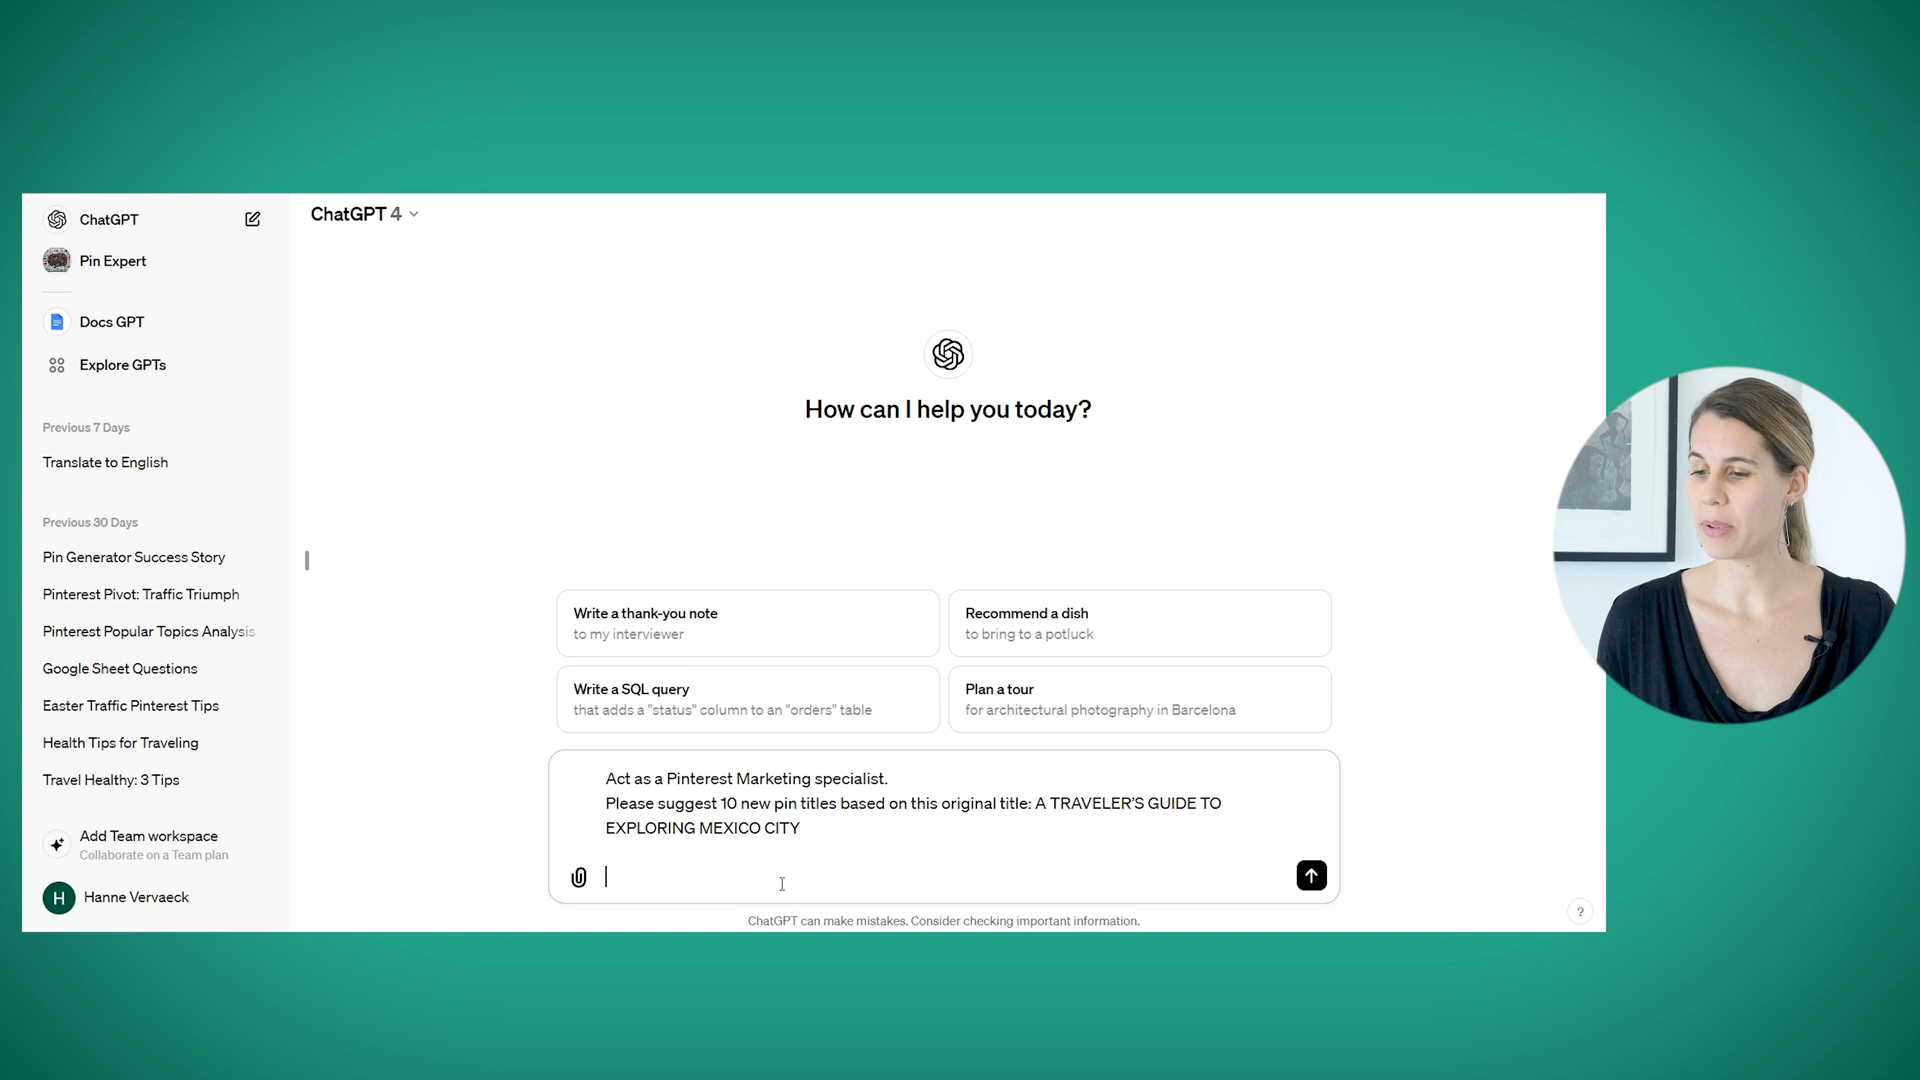 ChatGPT
Pin Expert
Docs GPT
Explore GPTs
Previous 7 Days
Translate to English
Previous 30 Days
Pin Generator Success Story
Pinterest Pivot: Traffic Triumph
Pinterest Popular Topics Analysis
Google Sheet Questions
Easter Traffic Pinterest Tips
Health Tips for Traveling
Travel Healthy: 3 Tips
Add Team workspace
Collaborate on a Team plan
H
Hanne Vervaeck
ChatGPT 4
How can I help you today?
Write a thank-you note
to my interviewer
Recommend a dish
to bring to a potluck
Write a SQL query
that adds a "status" column to an "orders" table
Plan a tour
for architectural photography in Barcelona
Act as a Pinterest Marketing specialist.
Please suggest 10 new pin titles based on this original title: A TRAVELER’S GUIDE TO
EXPLORING MEXICO CITY
ChatGPT can make mistakes. Consider checking important information.
?